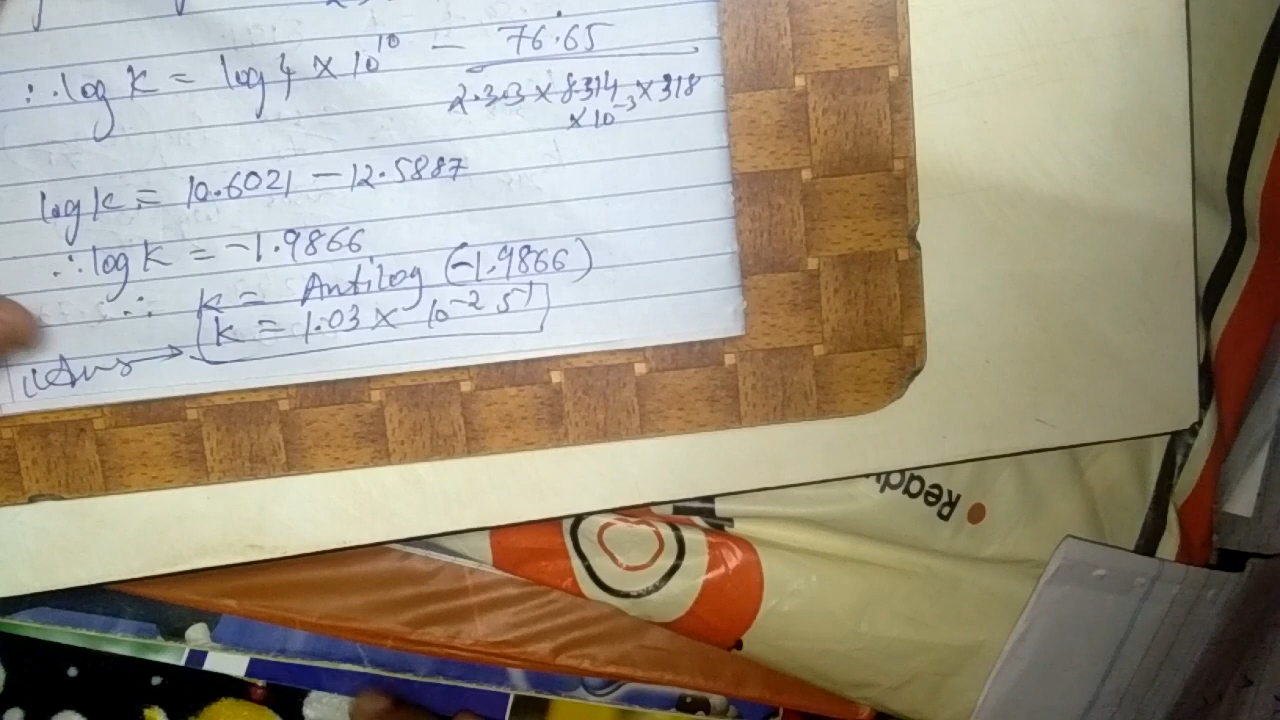 ∴ log k = log 4 × 10^10 − 76.65 / 2.303 × 8.314 × 10^-3 × 318
log k = 10.6021 − 12.5887
∴ log k = −1.9866
∴ k = Antilog (−1.9866)
k = 1.03 × 10^-2 s^-1
Ans →
• Ready